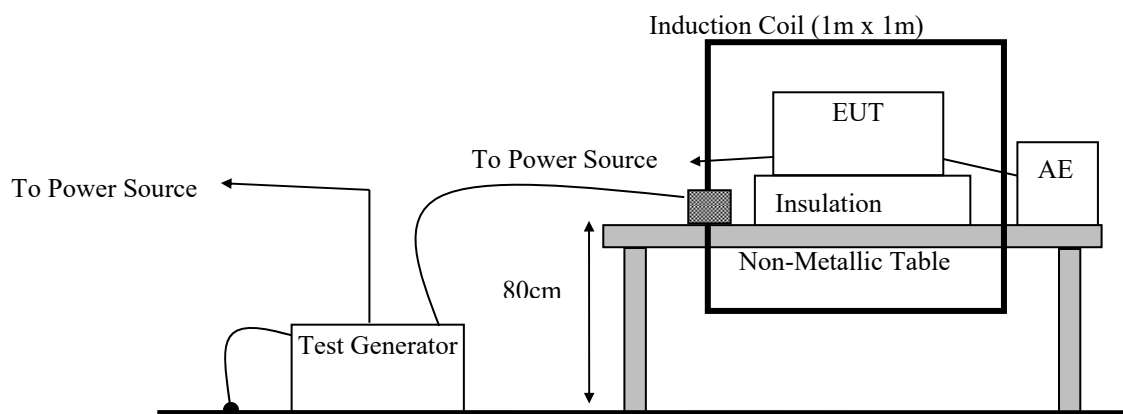 Induction Coil (1m x 1m)
EUT
To Power Source
AE
To Power Source
Insulation
Non-Metallic Table
80cm
Test Generator